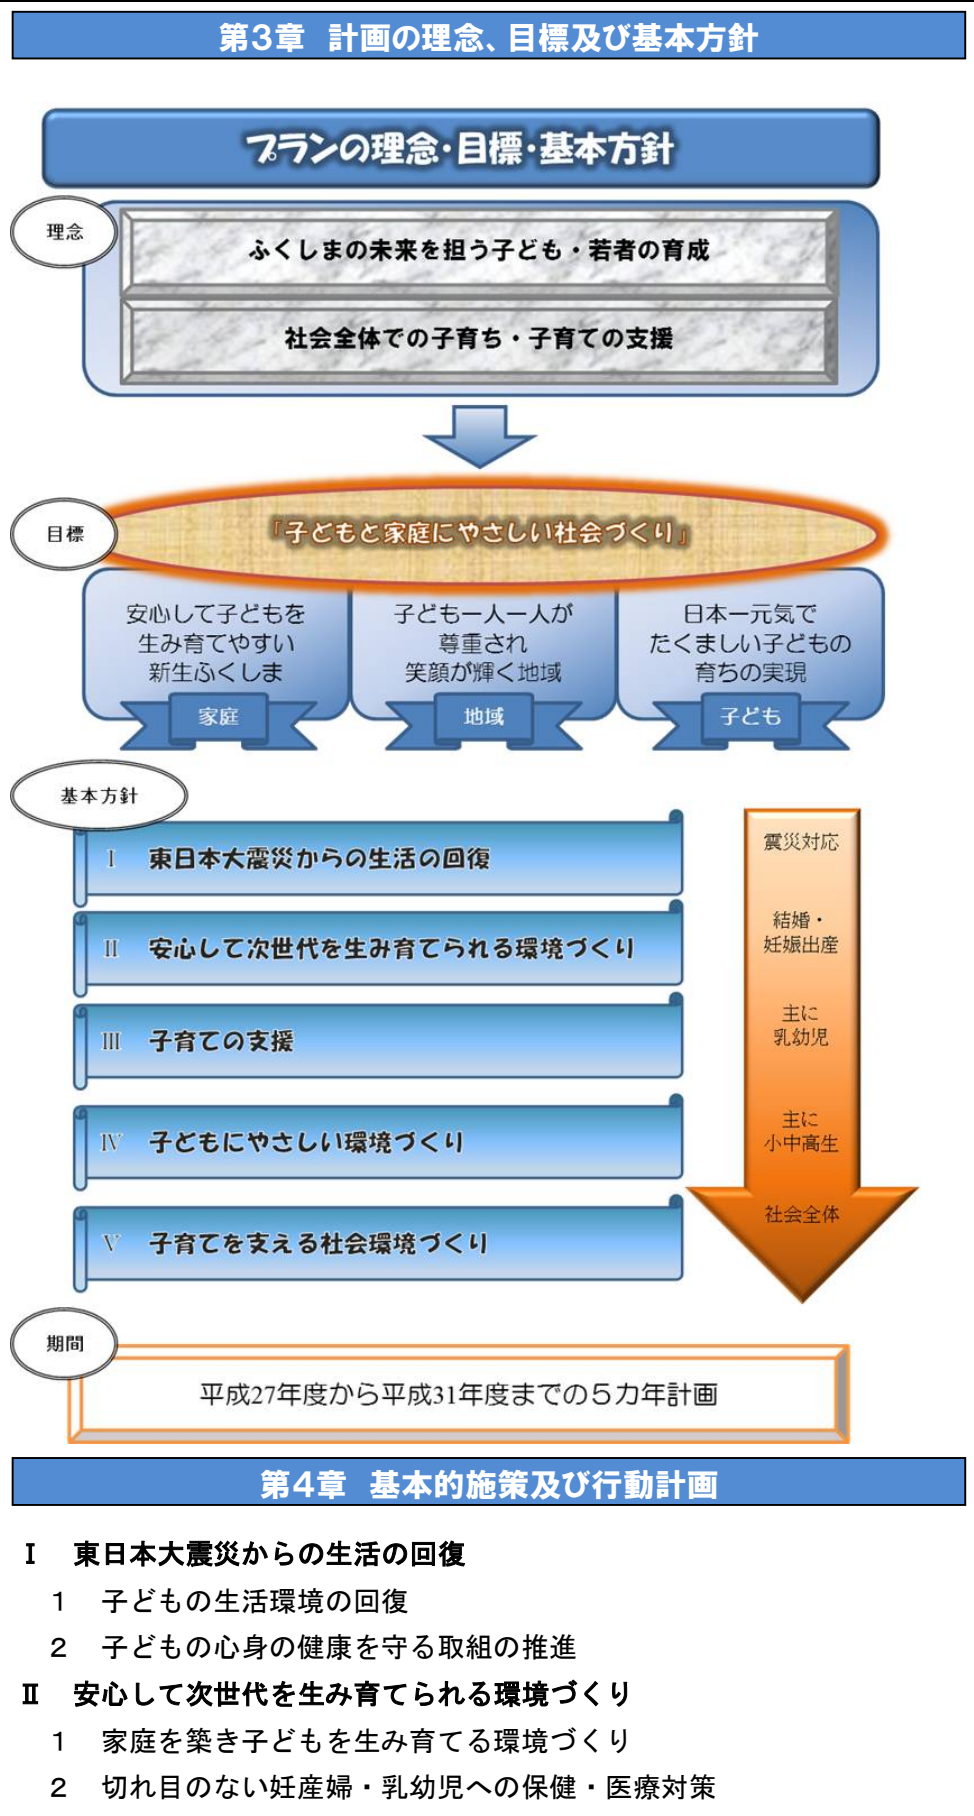 第3章　計画の理念、目標及び基本方針
プランの理念・目標・基本方針
理念
ふくしまの未来を担う子ども・若者の育成
社会全体での子育ち・子育ての支援
目標
『子どもと家庭にやさしい社会づくり』
安心して子どもを
生み育てやすい
新生ふくしま
家庭
子ども一人一人が
尊重され
笑顔が輝く地域
地域
日本一元気で
たくましい子どもの
育ちの実現
子ども
基本方針
Ⅰ　東日本大震災からの生活の回復
Ⅱ　安心して次世代を生み育てられる環境づくり
Ⅲ　子育ての支援
Ⅳ　子どもにやさしい環境づくり
Ⅴ　子育てを支える社会環境づくり
震災対応
結婚・
妊娠出産
主に
乳幼児
主に
小中高生
社会全体
期間
平成27年度から平成31年度までの５カ年計画
第4章　基本的施策及び行動計画
Ⅰ　東日本大震災からの生活の回復
１　子どもの生活環境の回復
２　子どもの心身の健康を守る取組の推進
Ⅱ　安心して次世代を生み育てられる環境づくり
１　家庭を築き子どもを生み育てる環境づくり
２　切れ目のない妊産婦・乳幼児への保健・医療対策